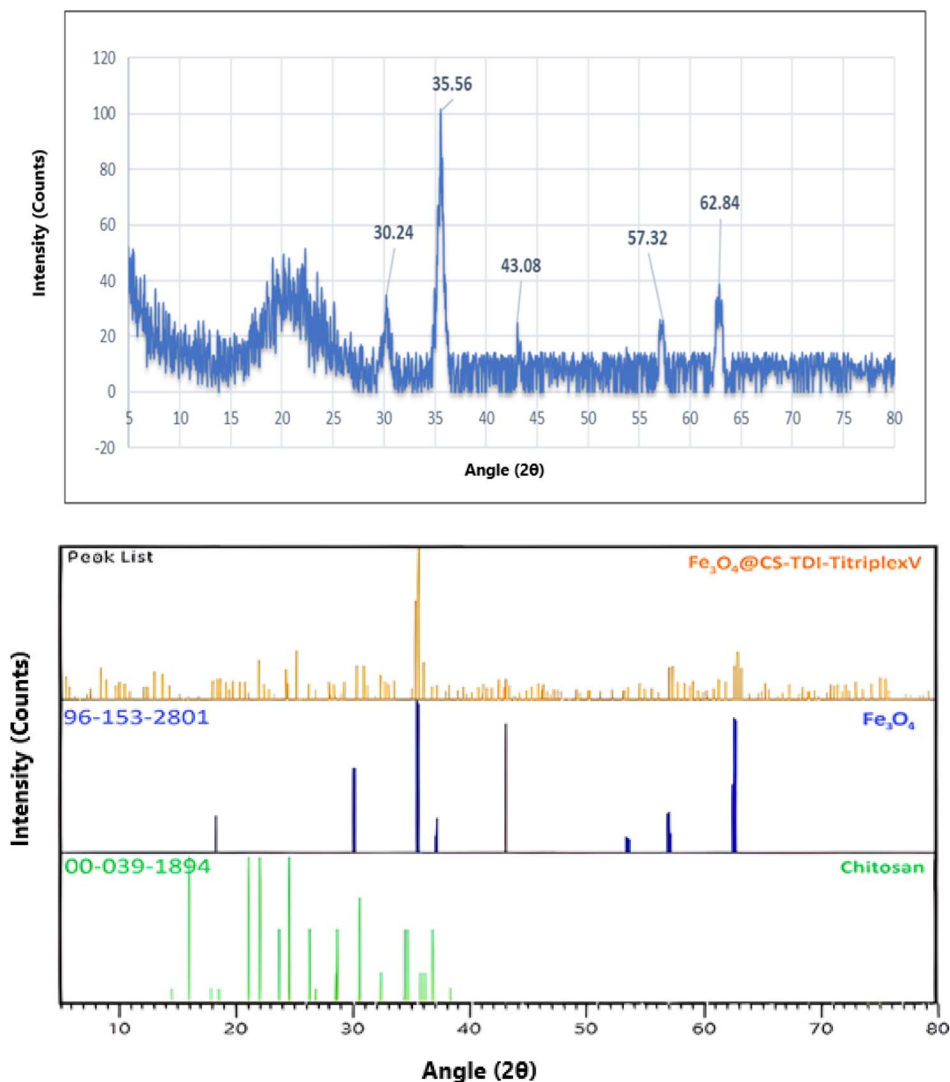 120
100
80
60
40
20
0
-20
35.56
30.24
43.08
57.32
62.84
5 10 15 20 25 30 35 40 45 50 55 60 65 70 75 80
Intensity (Counts)
Angle (2θ)
Peak List
Fe₃O₄@CS-TDI-TitriplexV
96-153-2801
Fe₃O₄
00-039-1894
Chitosan
Intensity (Counts)
10 20 30 40 50 60 70 80
Angle (2θ)